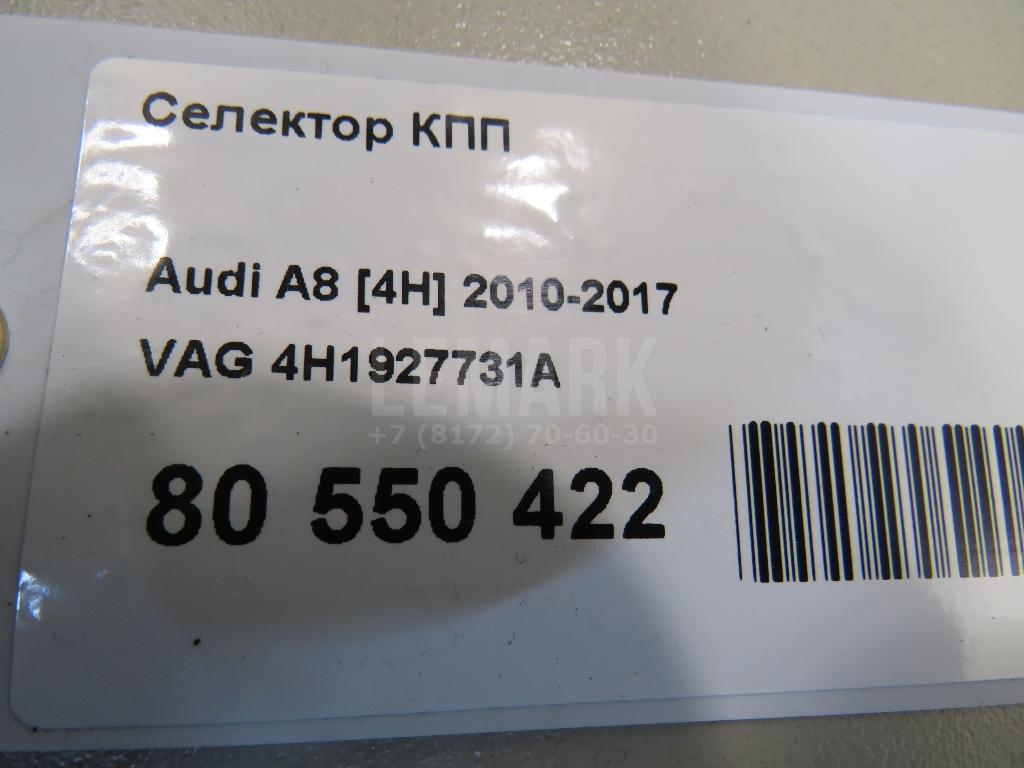 Селектор КПП
Audi A8 [4H] 2010-2017
VAG 4H1927731A
LEMARK
+7 (8172) 70-60-30
80 550 422